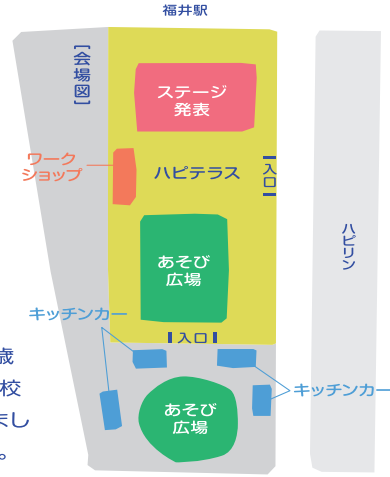 福井駅
[会場図]
ステージ
発表
ワーク
ショップ
ハピテラス
入口
ハピリン
あそび
広場
キッチンカー
入口
歳
校
まし
。
キッチンカー
あそび
広場